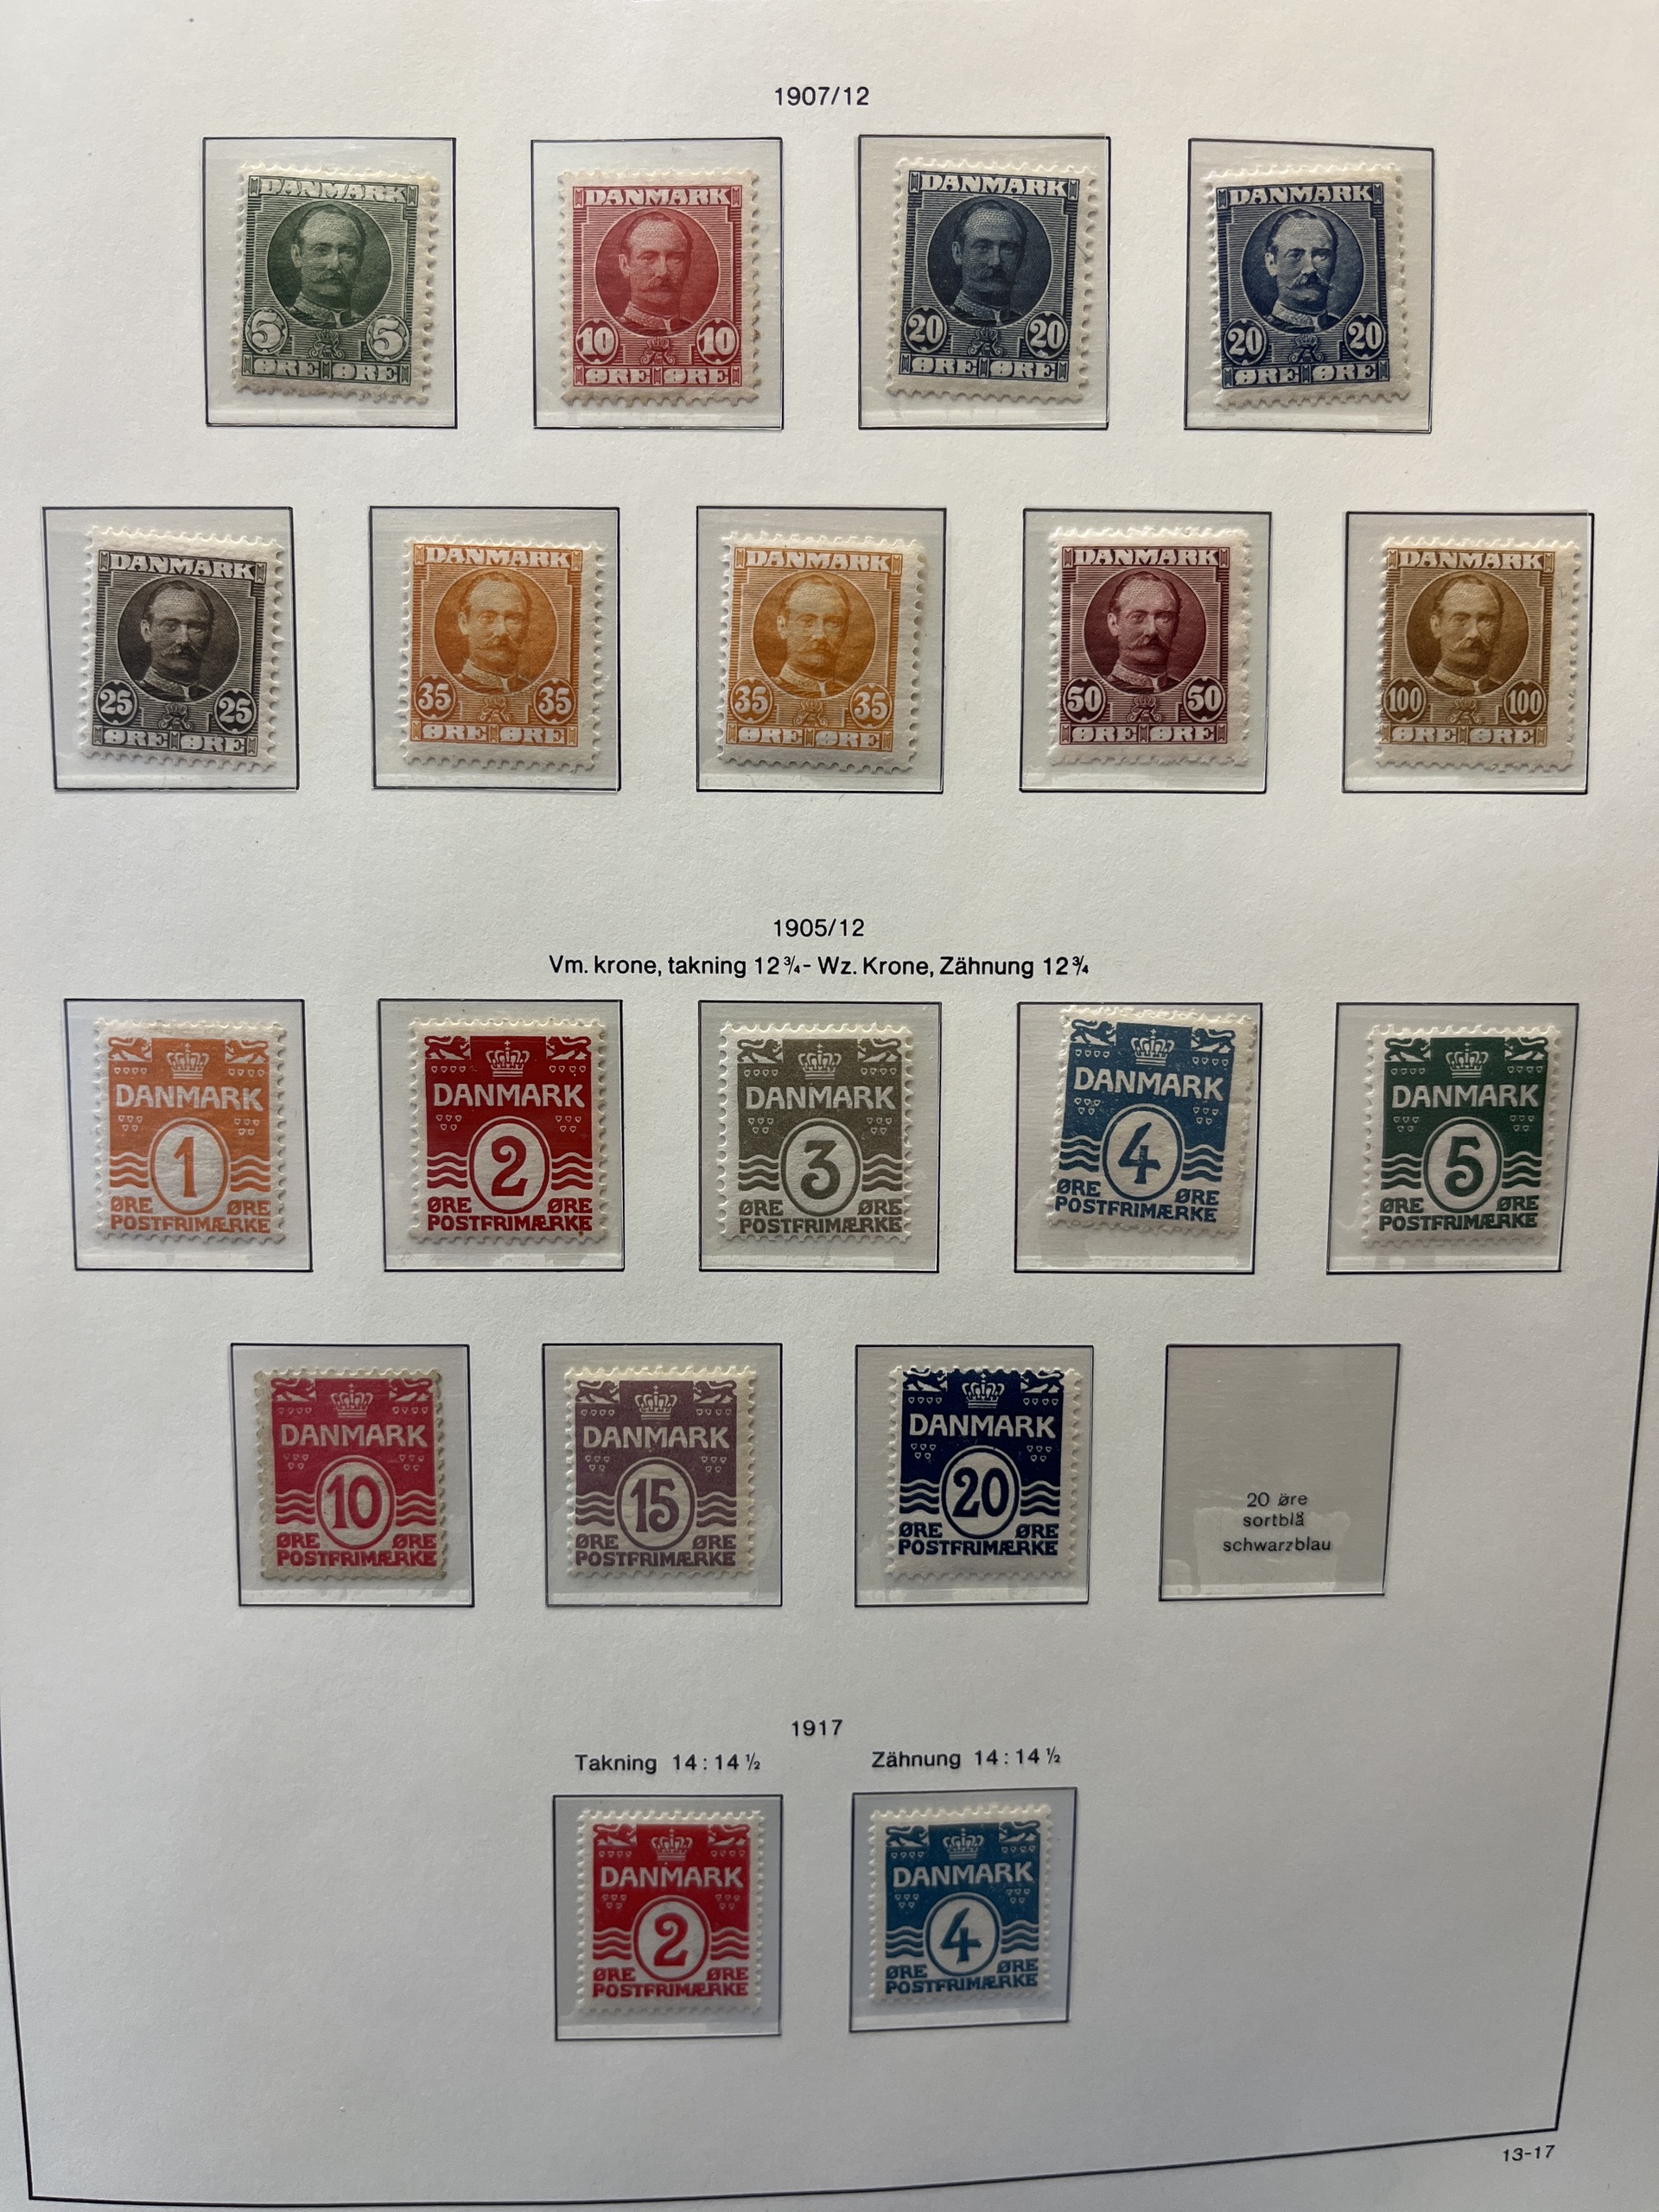 1907/12
DANMARK
5 5
ØRE ØRE
DANMARK
10 10
ØRE ØRE
DANMARK
20 20
ØRE ØRE
DANMARK
20 20
ØRE ØRE
DANMARK
25 25
ØRE ØRE
DANMARK
35 35
ØRE ØRE
DANMARK
35 35
ØRE ØRE
DANMARK
50 50
ØRE ØRE
DANMARK
100 100
ØRE ØRE
1905/12
Vm. krone, takning 12¾ - Wz. Krone, Zähnung 12¾
DANMARK
1
ØRE ØRE
POSTFRIMÆRKE
DANMARK
2
ØRE ØRE
POSTFRIMÆRKE
DANMARK
3
ØRE ØRE
POSTFRIMÆRKE
DANMARK
4
ØRE ØRE
POSTFRIMÆRKE
DANMARK
5
ØRE ØRE
POSTFRIMÆRKE
DANMARK
10
ØRE ØRE
POSTFRIMÆRKE
DANMARK
15
ØRE ØRE
POSTFRIMÆRKE
DANMARK
20
ØRE ØRE
POSTFRIMÆRKE
20 øre
sortblå
schwarzblau
1917
Takning 14:14½ Zähnung 14:14½
DANMARK
2
ØRE ØRE
POSTFRIMÆRKE
DANMARK
4
ØRE ØRE
POSTFRIMÆRKE
13-17